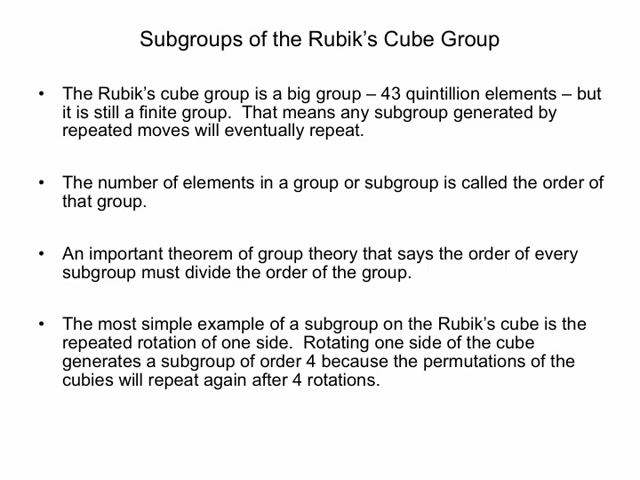 Subgroups of the Rubik's Cube Group
• The Rubik's cube group is a big group – 43 quintillion elements – but
it is still a finite group.  That means any subgroup generated by
repeated moves will eventually repeat.
• The number of elements in a group or subgroup is called the order of
that group.
• An important theorem of group theory that says the order of every
subgroup must divide the order of the group.
• The most simple example of a subgroup on the Rubik's cube is the
repeated rotation of one side.  Rotating one side of the cube
generates a subgroup of order 4 because the permutations of the
cubies will repeat again after 4 rotations.